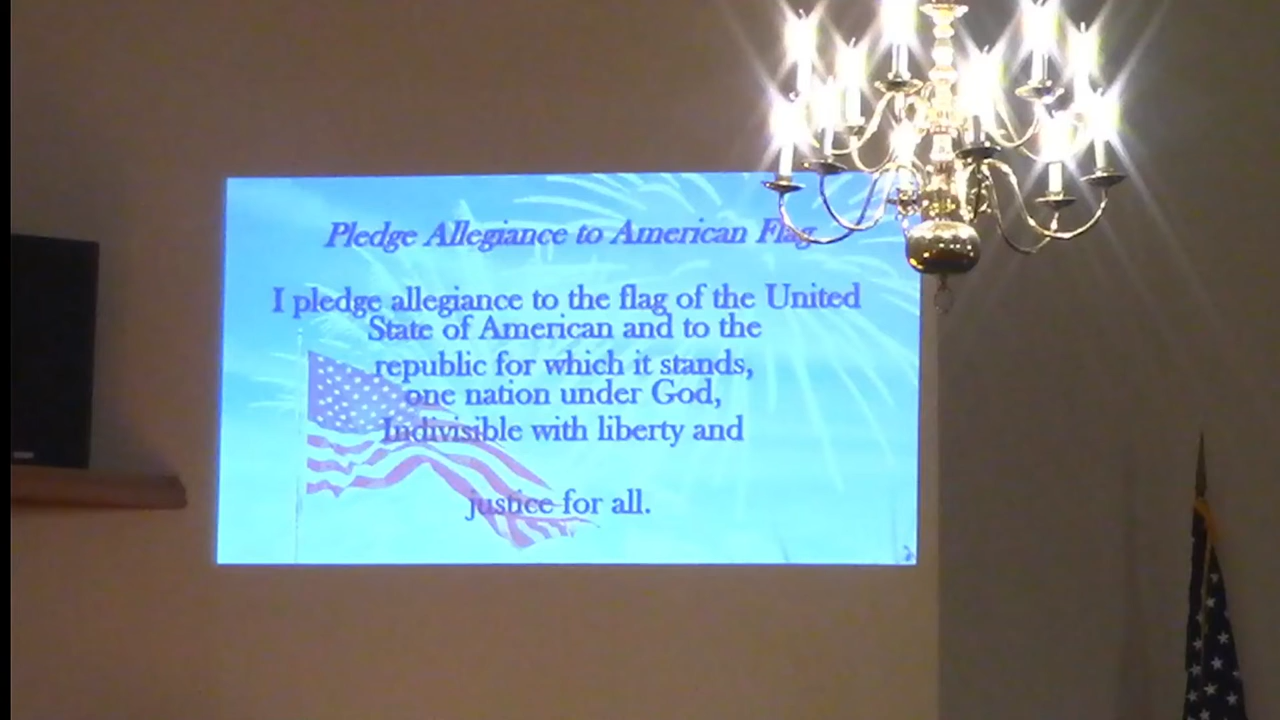 Pledge Allegiance to American Flag
I pledge allegiance to the flag of the United
State of American and to the
republic for which it stands,
one nation under God,
Indivisible with liberty and
justice for all.